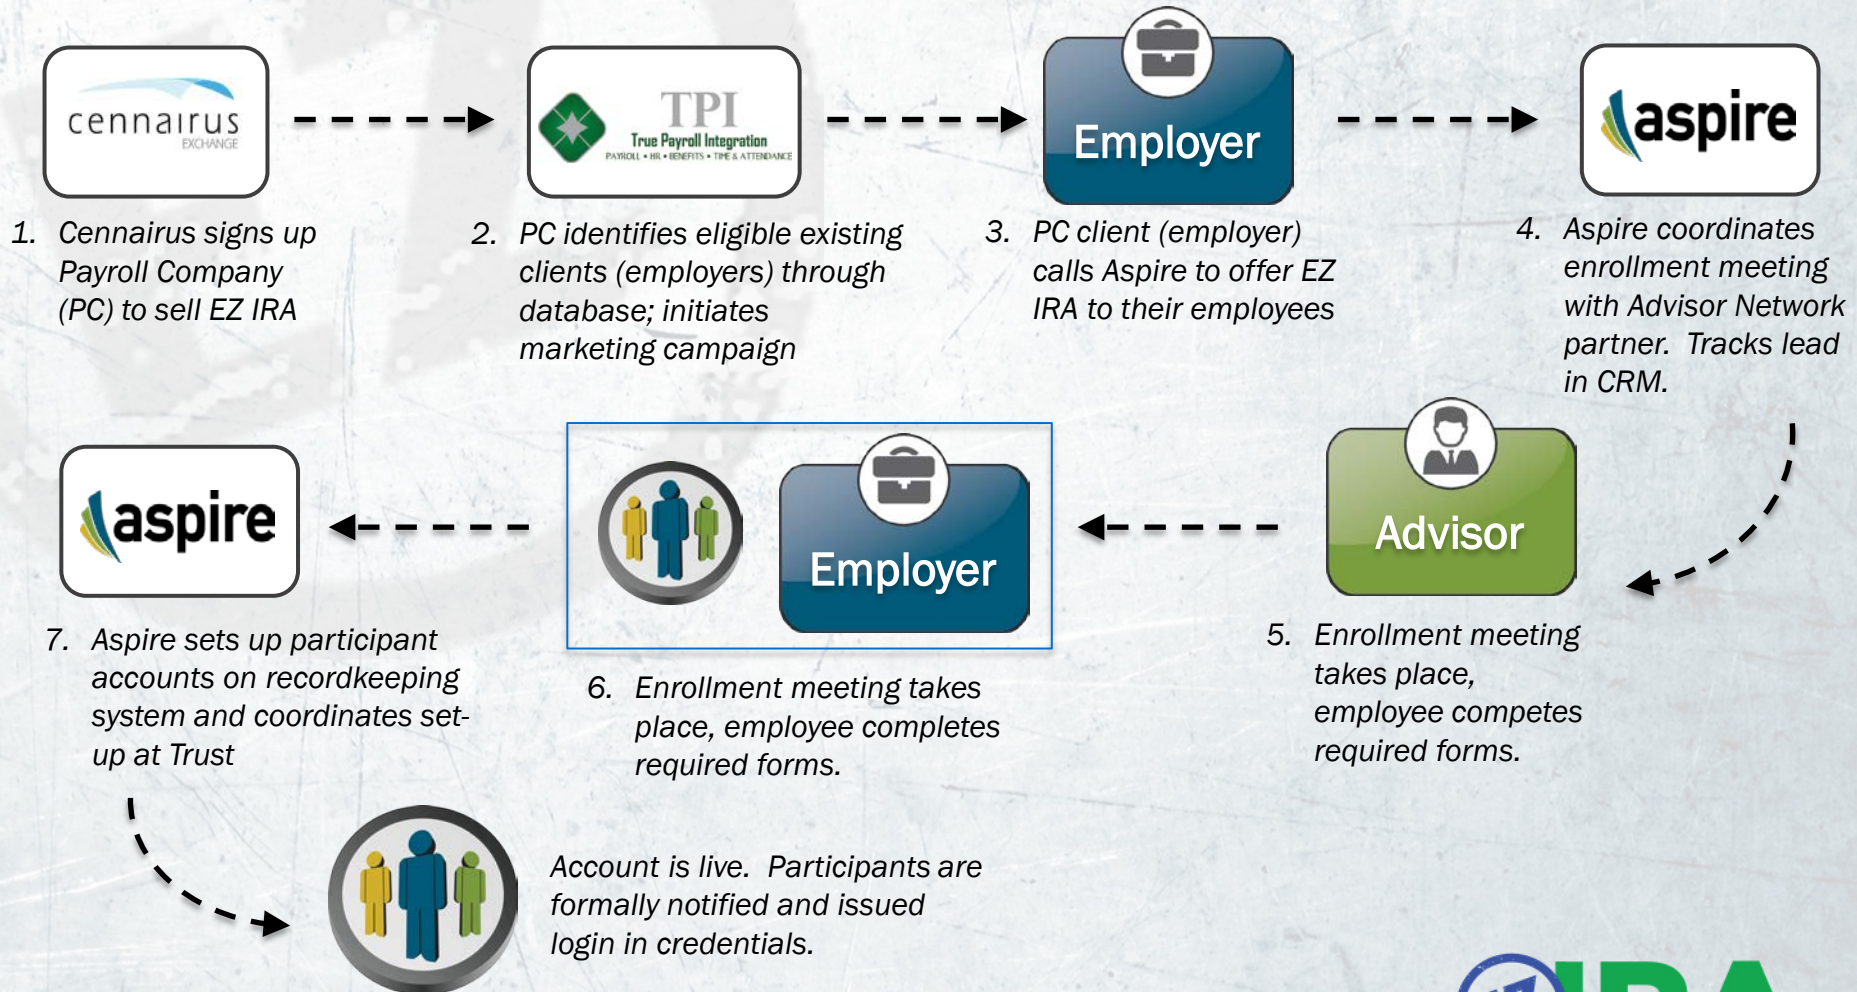 cennairus
EXCHANGE
TPI
True Payroll Integration
PAYROLL • HR • BENEFITS • TIME & ATTENDANCE
Employer
aspire
1. Cennairus signs up
Payroll Company
(PC) to sell EZ IRA
2. PC identifies eligible existing
clients (employers) through
database; initiates
marketing campaign
3. PC client (employer)
calls Aspire to offer EZ
IRA to their employees
4. Aspire coordinates
enrollment meeting
with Advisor Network
partner. Tracks lead
in CRM.
Advisor
5. Enrollment meeting
takes place,
employee competes
required forms.
Employer
6. Enrollment meeting takes
place, employee completes
required forms.
aspire
7. Aspire sets up participant
accounts on recordkeeping
system and coordinates set-
up at Trust
Account is live. Participants are
formally notified and issued
login in credentials.
IRA